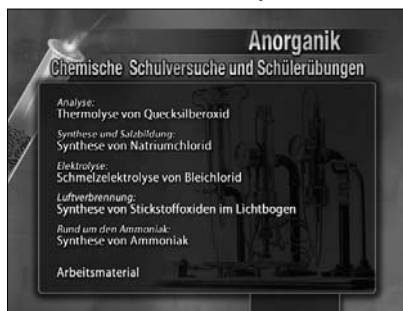 Anorganik
Chemische Schulversuche und Schülerübungen
Analyse:
Thermolyse von Quecksilberoxid
Synthese und Salzbildung:
Synthese von Natriumchlorid
Elektrolyse:
Schmelzelektrolyse von Bleichlorid
Luftverbrennung:
Synthese von Stickstoffoxiden im Lichtbogen
Rund um den Ammoniak:
Synthese von Ammoniak
Arbeitsmaterial